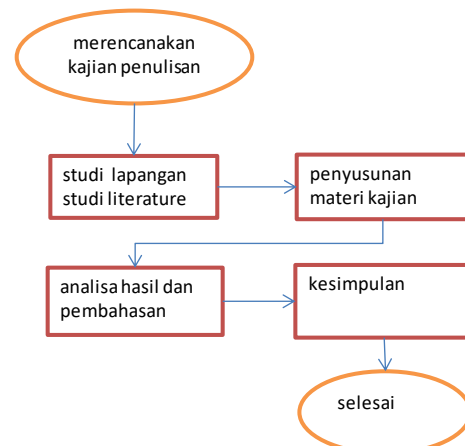 merencanakan
kajian penulisan
studi lapangan
studi literature
penyusunan
materi kajian
analisa hasil dan
pembahasan
kesimpulan
selesai